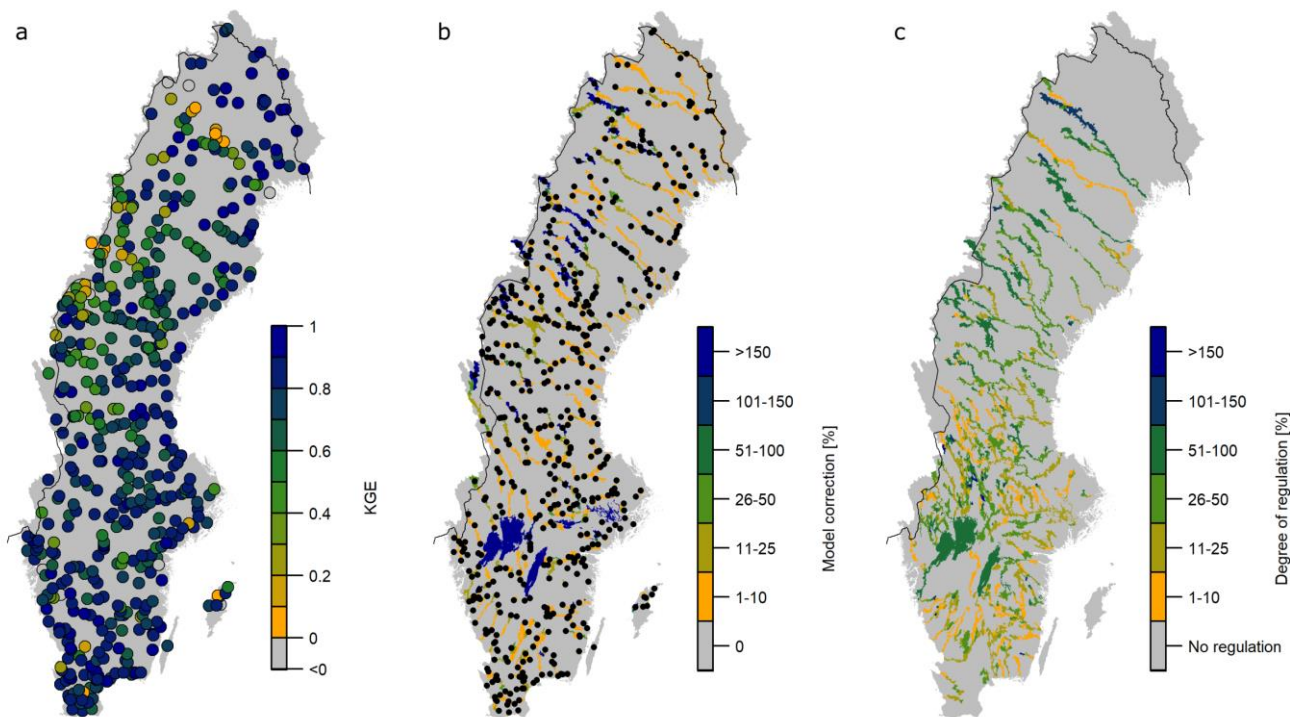 a
b
c
1
0.8
0.6
0.4
0.2
0
<0
KGE
>150
101-150
51-100
26-50
11-25
1-10
0
Model correction [%]
>150
101-150
51-100
26-50
11-25
1-10
No regulation
Degree of regulation [%]